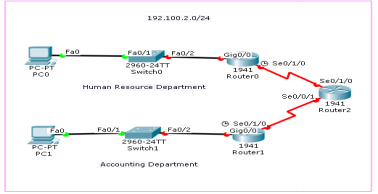 192.100.2.0/24
Fa0
Fa0/1
Fa0/2
Gig0/0
PC-PT
PC0
2960-24TT
Switch0
1941
Router0
Se0/1/0
Human Resource Department
Se0/1/0
Se0/0/1
1941
Router2
Fa0
Fa0/1
Fa0/2
Se0/1/0
Gig0/0
PC-PT
PC1
2960-24TT
Switch1
1941
Router1
Accounting Department